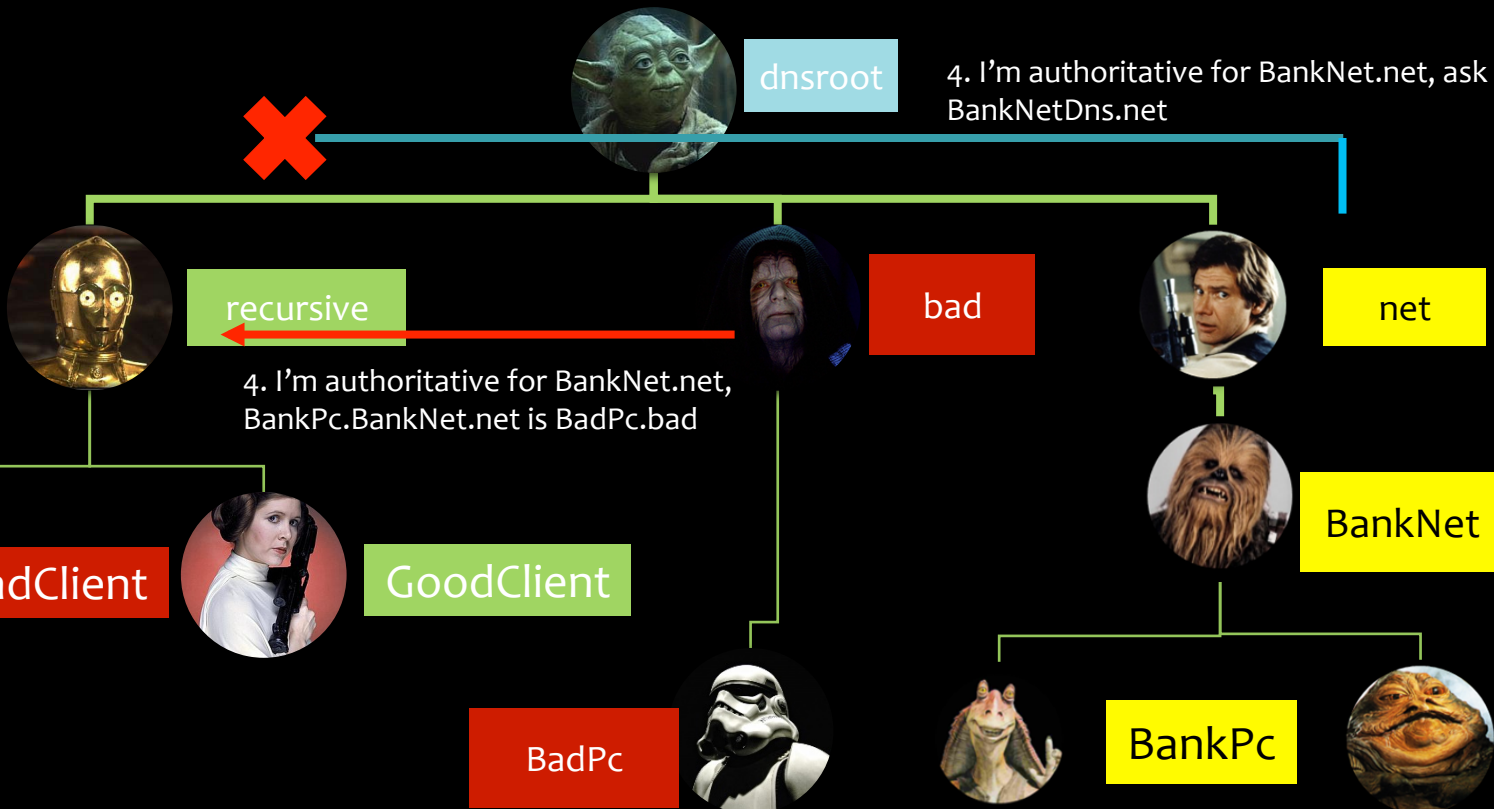 dnsroot
4. I'm authoritative for BankNet.net, ask
BankNetDns.net
recursive
bad
net
4. I'm authoritative for BankNet.net,
BankPc.BankNet.net is BadPc.bad
BankNet
adClient
GoodClient
BadPc
BankPc